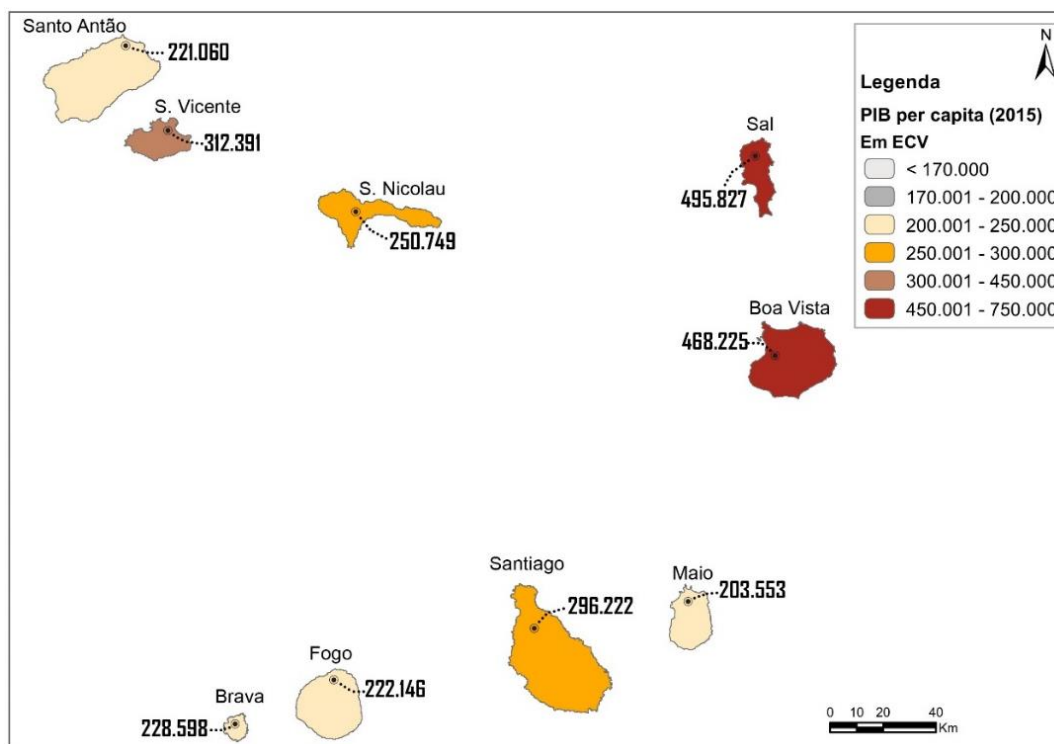 Santo Antão
221.060
S. Vicente
312.391
S. Nicolau
250.749
Sal
495.827
Boa Vista
468.225
Santiago
296.222
Maio
203.553
Fogo
222.146
Brava
228.598
N
Legenda
PIB per capita (2015)
Em ECV
< 170.000
170.001 - 200.000
200.001 - 250.000
250.001 - 300.000
300.001 - 450.000
450.001 - 750.000
0 10 20 40
Km